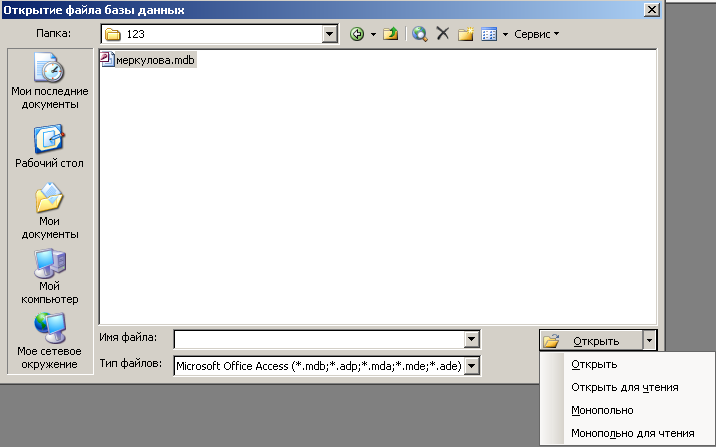 Открытие файла базы данных
Папка:
123
Сервис
меркулова.mdb
Мои последние
документы
Рабочий стол
Мои
документы
Мой
компьютер
Мое сетевое
окружение
Имя файла:
Открыть
Тип файлов:
Microsoft Office Access (*.mdb;*.adp;*.mda;*.mde;*.ade)
Открыть
Открыть для чтения
Монопольно
Монопольно для чтения